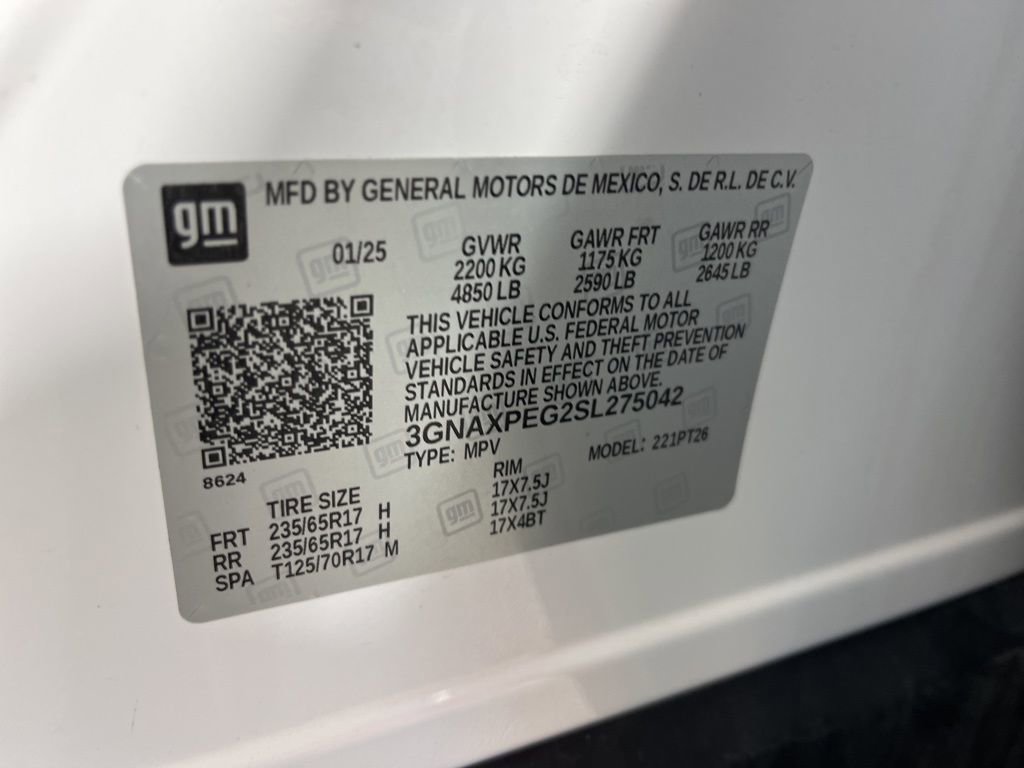 gm
MFD BY GENERAL MOTORS DE MEXICO, S. DE R.L. DE C.V.
01/25
GVWR
2200 KG
4850 LB
GAWR FRT
1175 KG
2590 LB
GAWR RR
1200 KG
2645 LB
THIS VEHICLE CONFORMS TO ALL
APPLICABLE U.S. FEDERAL MOTOR
VEHICLE SAFETY AND THEFT PREVENTION
STANDARDS IN EFFECT ON THE DATE OF
MANUFACTURE SHOWN ABOVE.
3GNAXPEG2SL275042
TYPE: MPV MODEL: 221PT26
8624
TIRE SIZE RIM
FRT 235/65R17 H 17X7.5J
RR 235/65R17 H 17X7.5J
SPA T125/70R17 M 17X4BT
gm